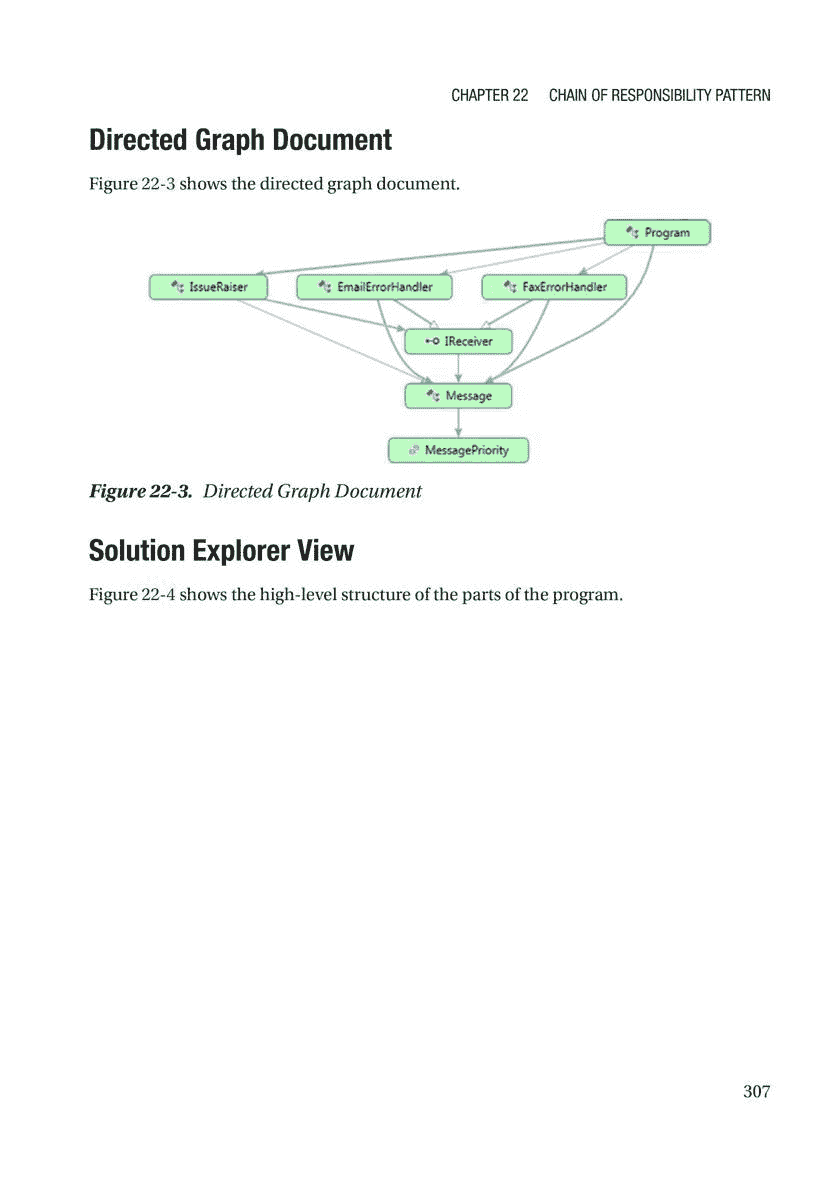 CHAPTER 22 CHAIN OF RESPONSIBILITY PATTERN
Directed Graph Document
Figure 22-3 shows the directed graph document.
Program
IssueRaiser
EmailErrorHandler
FaxErrorHandler
IReceiver
Message
MessagePriority
Figure 22-3. Directed Graph Document
Solution Explorer View
Figure 22-4 shows the high-level structure of the parts of the program.
307